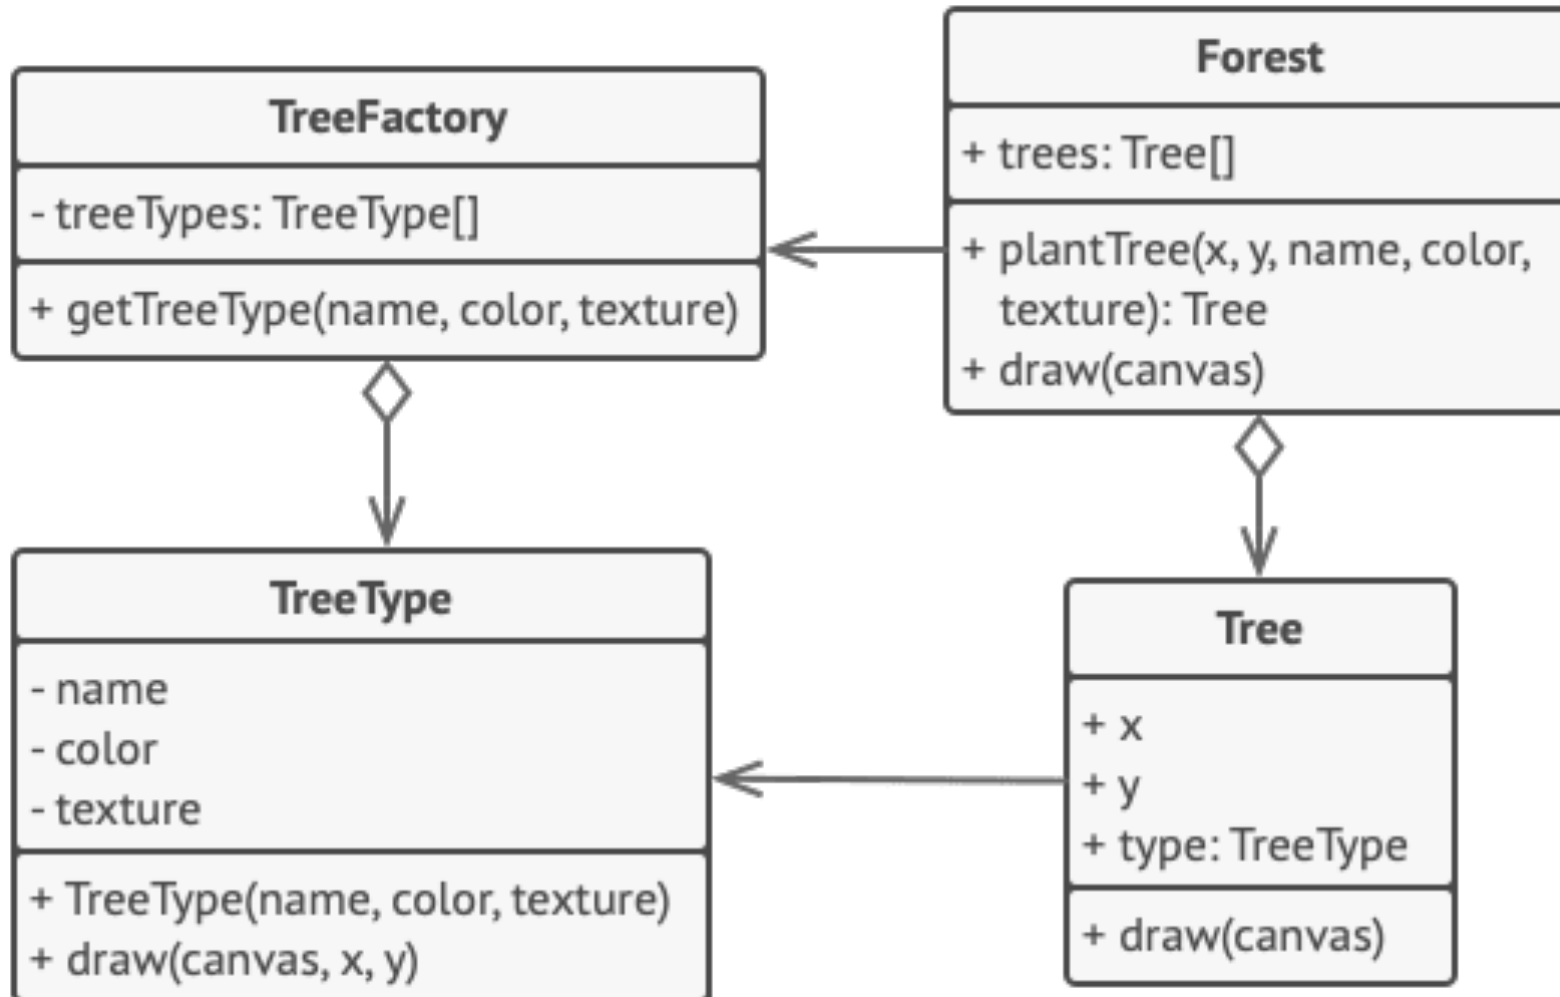 TreeFactory
- treeTypes: TreeType[]
+ getTreeType(name, color, texture)
Forest
+ trees: Tree[]
+ plantTree(x, y, name, color,
texture): Tree
+ draw(canvas)
TreeType
- name
- color
- texture
+ TreeType(name, color, texture)
+ draw(canvas, x, y)
Tree
+ x
+ y
+ type: TreeType
+ draw(canvas)